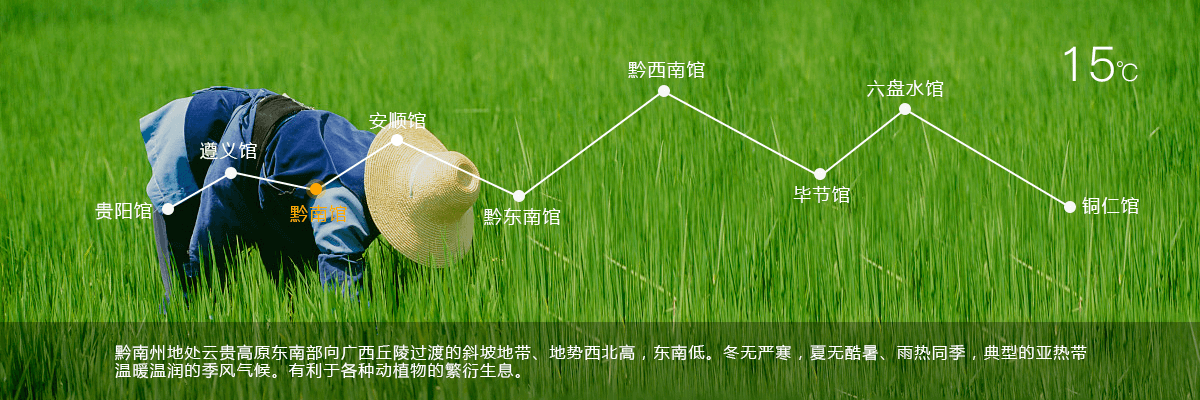 15℃
黔西南馆
六盘水馆
安顺馆
遵义馆
毕节馆
铜仁馆
贵阳馆
黔南馆
黔东南馆
黔南州地处云贵高原东南部向广西丘陵过渡的斜坡地带、地势西北高，东南低。冬无严寒，夏无酷暑、雨热同季，典型的亚热带
温暖温润的季风气候。有利于各种动植物的繁衍生息。